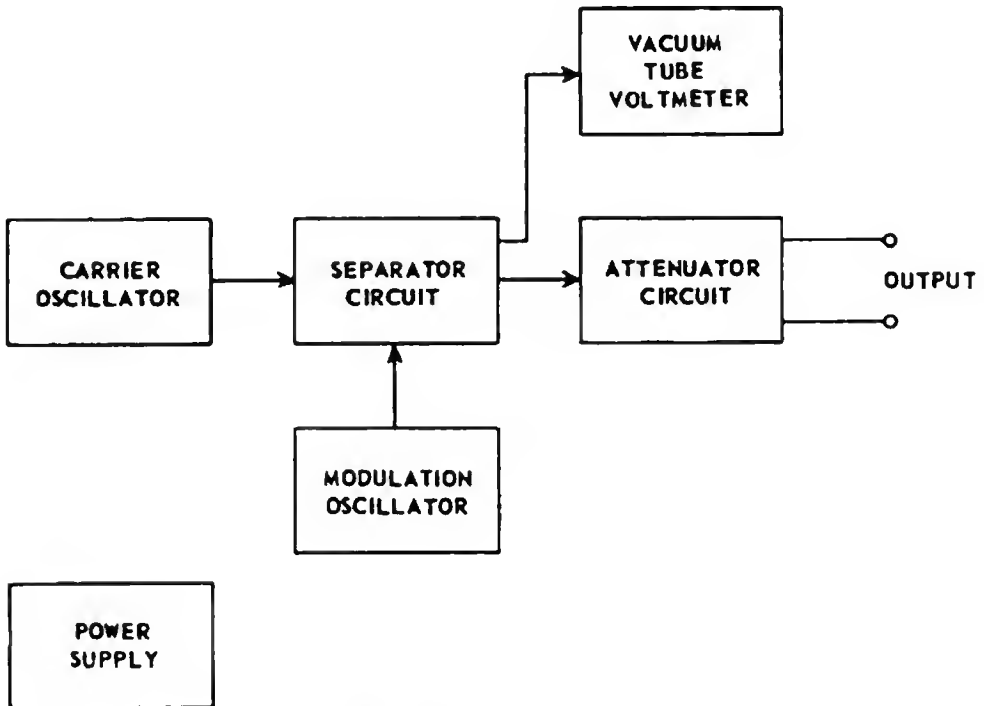 VACUUM
TUBE
VOLTMETER
CARRIER
OSCILLATOR
SEPARATOR
CIRCUIT
ATTENUATOR
CIRCUIT
OUTPUT
MODULATION
OSCILLATOR
POWER
SUPPLY